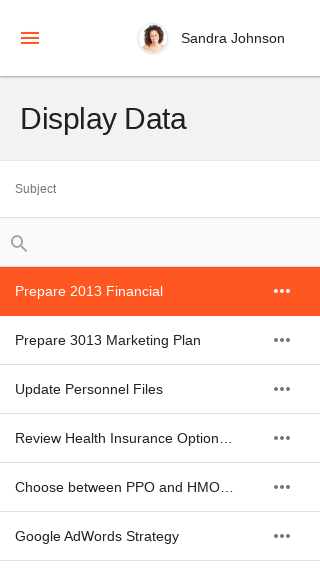 Sandra Johnson
Display Data
Subject
Prepare 2013 Financial
Prepare 3013 Marketing Plan
Update Personnel Files
Review Health Insurance Option…
Choose between PPO and HMO…
Google AdWords Strategy